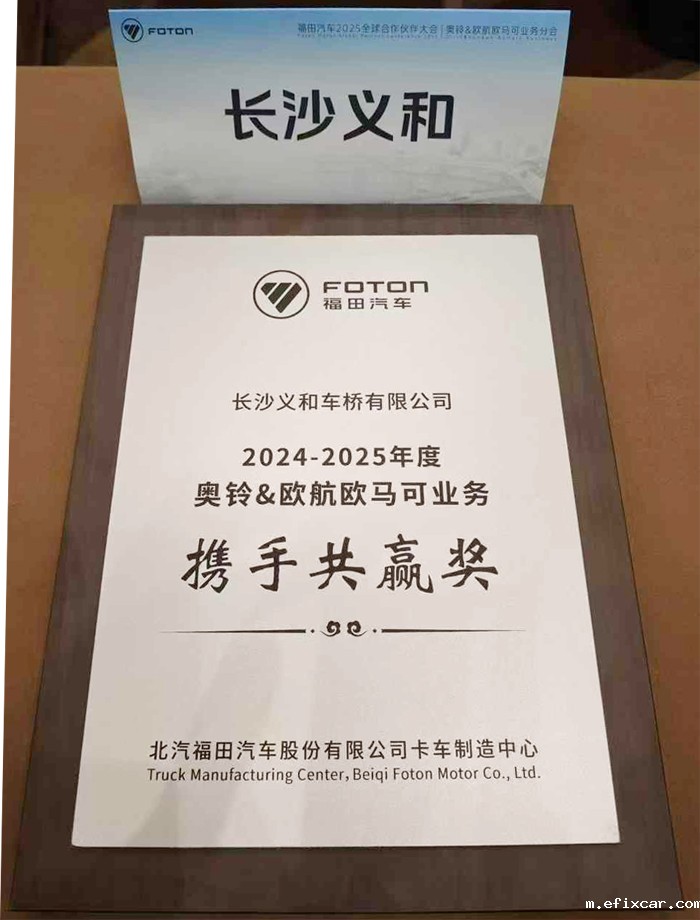 FOTON
福田汽车2025全球合作伙伴大会 | 奥铃&欧航欧马可业务分会
长沙义和
FOTON
福田汽车
长沙义和车桥有限公司
2024-2025年度
奥铃&欧航欧马可业务
携手共赢奖
北汽福田汽车股份有限公司卡车制造中心
Truck Manufacturing Center, Beiqi Foton Motor Co., Ltd.
m.efixcar.com